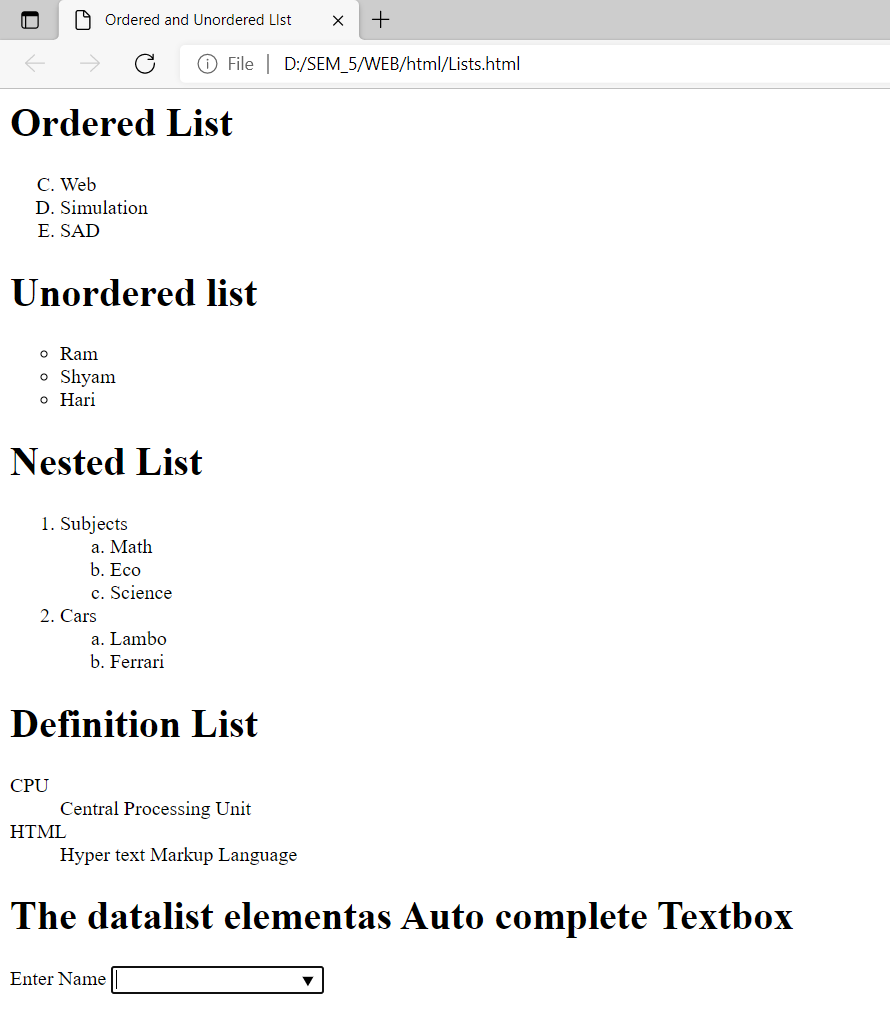 Ordered and Unordered LIst
File | D:/SEM_5/WEB/html/Lists.html
Ordered List
C. Web
D. Simulation
E. SAD
Unordered list
Ram
Shyam
Hari
Nested List
1. Subjects
a. Math
b. Eco
c. Science
2. Cars
a. Lambo
b. Ferrari
Definition List
CPU
Central Processing Unit
HTML
Hyper text Markup Language
The datalist elementas Auto complete Textbox
Enter Name